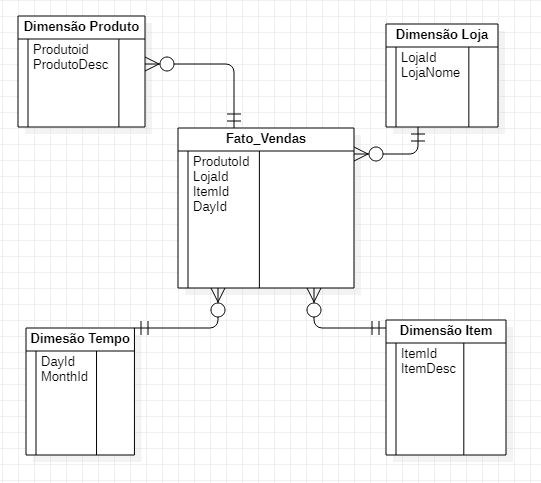 Dimensão Produto
Produtoid
ProdutoDesc
Dimensão Loja
LojaId
LojaNome
Fato_Vendas
ProdutoId
LojaId
ItemId
DayId
Dimesão Tempo
DayId
MonthId
Dimensão Item
ItemId
ItemDesc